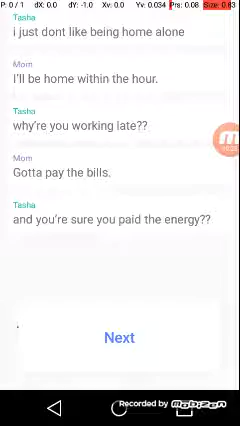 P: 0 / 1 dX: 0.0 dY: -1.0 Xv: 0.0 Yv: 0.034 Prs: 0.08 Size: 0.63
Tasha
i just dont like being home alone
Mom
I'll be home within the hour.
Tasha
why're you working late??
Mom
Gotta pay the bills.
Tasha
and you're sure you paid the energy??
Next
Recorded by mobizen